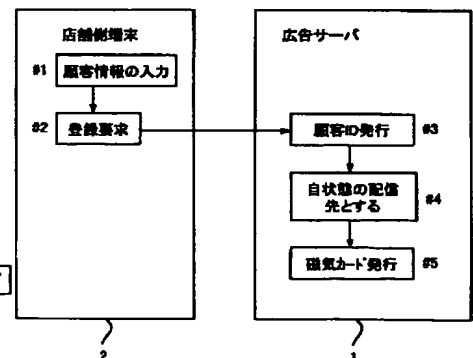 店舗側端末
#1 顧客情報の入力
#2 登録要求
広告サーバ
顧客ID発行 #3
自状態の配信
先とする #4
磁気カード発行 #5
2
1